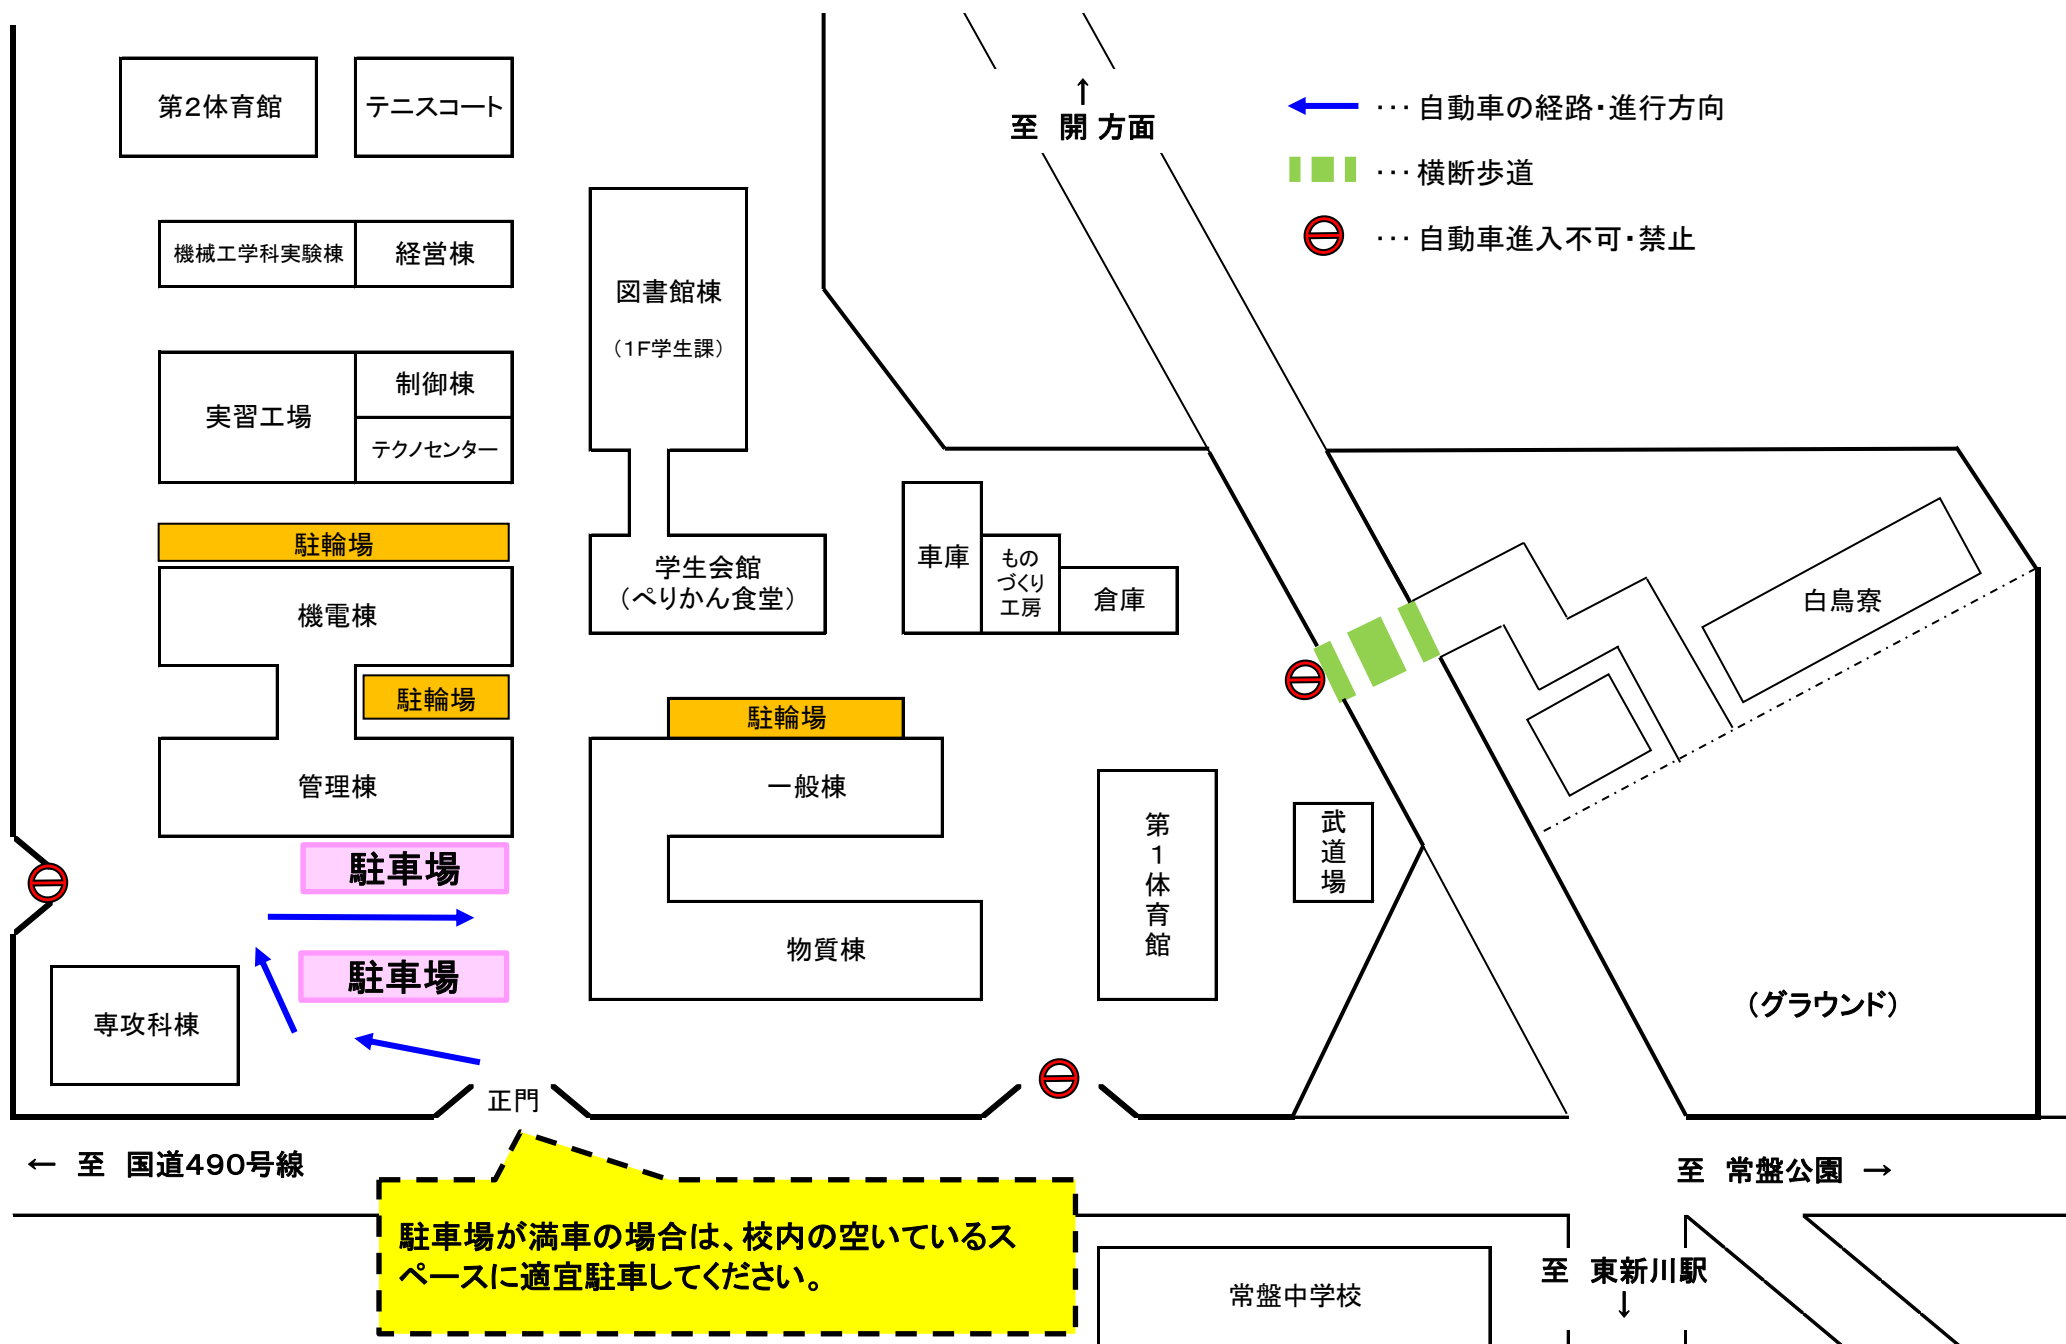 第2体育館
テニスコート
↑
至 開 方面
･･･ 自動車の経路・進行方向
･･･ 横断歩道
･･･ 自動車進入不可・禁止
機械工学科実験棟
経営棟
図書館棟
（1F学生課）
実習工場
制御棟
テクノセンター
駐輪場
機電棟
駐輪場
管理棟
学生会館
（ぺりかん食堂）
車庫
もの
づくり
工房
倉庫
白鳥寮
駐輪場
一般棟
物質棟
第1体育館
武道場
駐車場
駐車場
専攻科棟
（グラウンド）
正門
← 至 国道490号線
至 常盤公園 →
駐車場が満車の場合は、校内の空いているス
ペースに適宜駐車してください。
常盤中学校
至 東新川駅
↓